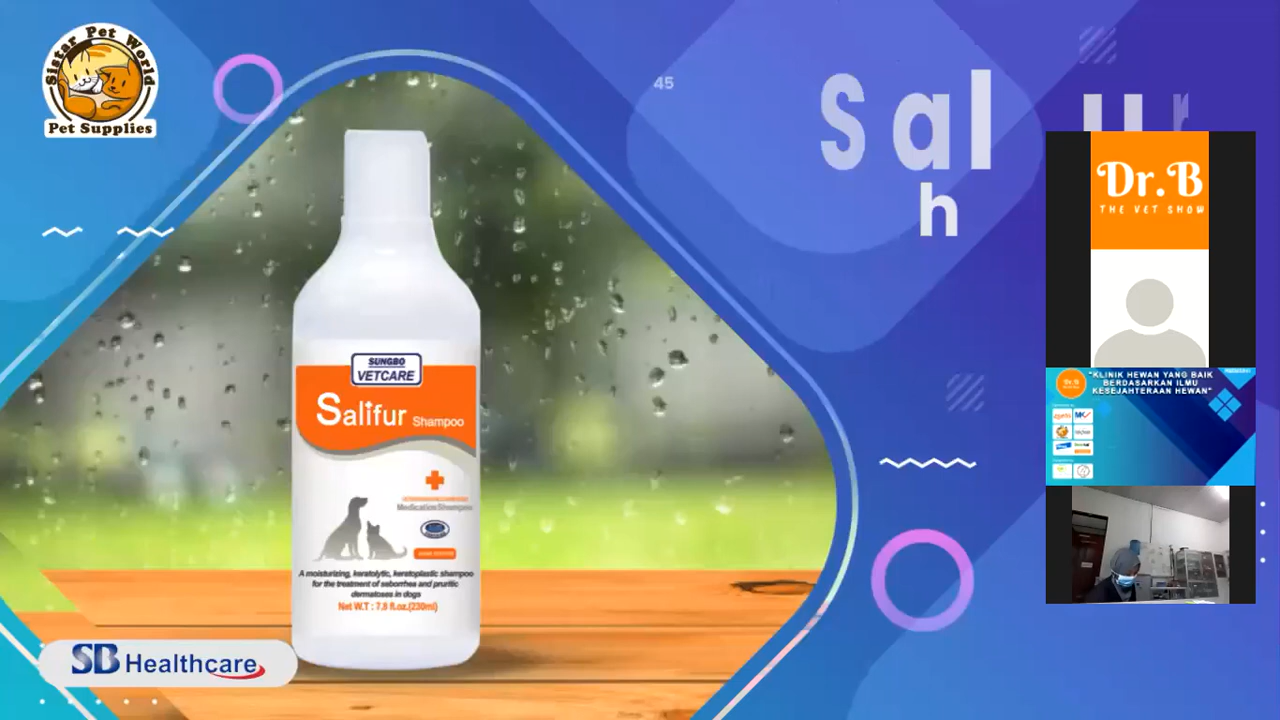 Sistar Pet World
Pet Supplies
45
Sal u r
h
SUNGBO
VETCARE
Salifur Shampoo
Medication Shampoo
A moisturizing, keratolytic, keratoplastic shampoo
for the treatment of seborrhea and pruritic
dermatoses in dogs
Net W.T : 7.8 fl.oz.(230ml)
SB Healthcare
Dr.B
THE VET SHOW
"KLINIK HEWAN YANG BAIK
BERDASARKAN ILMU
KESEJAHTERAAN HEWAN"
Dr.B